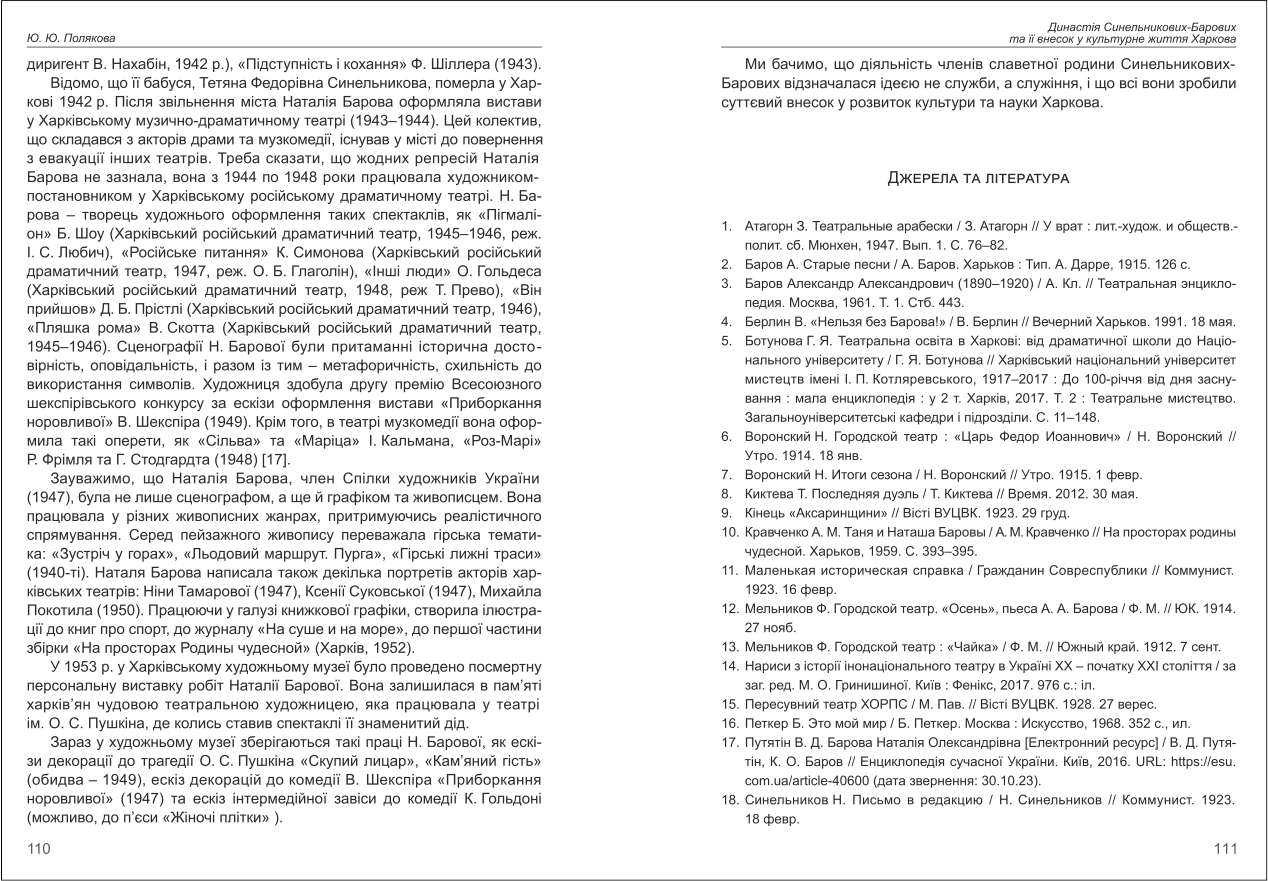 Ю. Ю. Полякова
диригент В. Нахабін, 1942 р.), «Підступність і кохання» Ф. Шіллера (1943).
Відомо, що її бабуся, Тетяна Федорівна Синельникова, померла у Хар-
кові 1942 р. Після звільнення міста Наталія Барова оформляла вистави
у Харківському музично-драматичному театрі (1943–1944). Цей колектив,
що складався з акторів драми та музкомедії, існував у місті до повернення
з евакуації інших театрів. Треба сказати, що жодних репресій Наталія
Барова не зазнала, вона з 1944 по 1948 роки працювала художником-
постановником у Харківському російському драматичному театрі. Н. Ба-
рова – творець художнього оформлення таких спектаклів, як «Пігмалі-
он» Б. Шоу (Харківський російський драматичний театр, 1945–1946, реж.
І. С. Любич), «Російське питання» К. Симонова (Харківський російський
драматичний театр, 1947, реж. О. Б. Глаголін), «Інші люди» О. Гольдеса
(Харківський російський драматичний театр, 1948, реж Т. Прево), «Він
прийшов» Д. Б. Прістлі (Харківський російський драматичний театр, 1946),
«Пляшка рома» В. Скотта (Харківський російський драматичний театр,
1945–1946). Сценографії Н. Барової були притаманні історична досто-
вірність, оповідальність, і разом із тим – метафоричність, схильність до
використання символів. Художниця здобула другу премію Всесоюзного
шекспірівського конкурсу за ескізи оформлення вистави «Приборкання
норовливої» В. Шекспіра (1949). Крім того, в театрі музкомедії вона офор-
мила такі оперети, як «Сільва» та «Маріца» І. Кальмана, «Роз-Марі»
Р. Фрімля та Г. Стодгардта (1948) [17].
Зауважимо, що Наталія Барова, член Спілки художників України
(1947), була не лише сценографом, а ще й графіком та живописцем. Вона
працювала у різних живописних жанрах, притримуючись реалістичного
спрямування. Серед пейзажного живопису переважала гірська темати-
ка: «Зустріч у горах», «Льодовий маршрут. Пурга», «Гірські лижні траси»
(1940-ті). Наталя Барова написала також декілька портретів акторів хар-
ківських театрів: Ніни Тамарової (1947), Ксенії Суковської (1947), Михайла
Покотила (1950). Працюючи у галузі книжкової графіки, створила ілюстра-
ції до книг про спорт, до журналу «На суше и на море», до першої частини
збірки «На просторах Родины чудесной» (Харків, 1952).
У 1953 р. у Харківському художньому музеї було проведено посмертну
персональну виставку робіт Наталії Барової. Вона залишилася в пам’яті
харків’ян чудовою театральною художницею, яка працювала у театрі
ім. О. С. Пушкіна, де колись ставив спектаклі її знаменитий дід.
Зараз у художньому музеї зберігаються такі праці Н. Барової, як ескі-
зи декорації до трагедії О. С. Пушкіна «Скупий лицар», «Кам’яний гість»
(обидва – 1949), ескіз декорацій до комедії В. Шекспіра «Приборкання
норовливої» (1947) та ескіз інтермедійної завіси до комедії К. Гольдоні
(можливо, до п’єси «Жіночі плітки» ).
110
Династія Синельникових-Барових
та її внесок у культурне життя Харкова
Ми бачимо, що діяльність членів славетної родини Синельникових-
Барових відзначалася ідеєю не служби, а служіння, і що всі вони зробили
суттєвий внесок у розвиток культури та науки Харкова.
Джерела та література
1. Атагорн З. Театральные арабески / З. Атагорн // У врат : лит.-худож. и обществ.-
полит. сб. Мюнхен, 1947. Вып. 1. С. 76–82.
2. Баров А. Старые песни / А. Баров. Харьков : Тип. А. Дарре, 1915. 126 с.
3. Баров Александр Александрович (1890–1920) / А. Кл. // Театральная энцикло-
педия. Москва, 1961. Т. 1. Стб. 443.
4. Берлин В. «Нельзя без Барова!» / В. Берлин // Вечерний Харьков. 1991. 18 мая.
5. Ботунова Г. Я. Театральна освіта в Харкові: від драматичної школи до Націо-
нального університету / Г. Я. Ботунова // Харківський національний університет
мистецтв імені І. П. Котляревського, 1917–2017 : До 100-річчя від дня засну-
вання : мала енциклопедія : у 2 т. Харків, 2017. Т. 2 : Театральне мистецтво.
Загальноуніверситетські кафедри і підрозділи. С. 11–148.
6. Воронский Н. Городской театр : «Царь Федор Иоаннович» / Н. Воронский //
Утро. 1914. 18 янв.
7. Воронский Н. Итоги сезона / Н. Воронский // Утро. 1915. 1 февр.
8. Киктева Т. Последняя дуэль / Т. Киктева // Время. 2012. 30 мая.
9. Кінець «Аксаринщини» // Вісті ВУЦВК. 1923. 29 груд.
10. Кравченко А. М. Таня и Наташа Баровы / А. М. Кравченко // На просторах родины
чудесной. Харьков, 1959. С. 393–395.
11. Маленькая историческая справка / Гражданин Совреспублики // Коммунист.
1923. 16 февр.
12. Мельников Ф. Городской театр. «Осень», пьеса А. А. Барова / Ф. М. // ЮК. 1914.
27 нояб.
13. Мельников Ф. Городской театр : «Чайка» / Ф. М. // Южный край. 1912. 7 сент.
14. Нариси з історії інонаціонального театру в Україні ХХ – початку ХХІ століття / за
заг. ред. М. О. Гринишиної. Київ : Фенікс, 2017. 976 с.: іл.
15. Пересувний театр ХОРПС / М. Пав. // Вісті ВУЦВК. 1928. 27 верес.
16. Петкер Б. Это мой мир / Б. Петкер. Москва : Искусство, 1968. 352 с., ил.
17. Путятін В. Д. Барова Наталія Олександрівна [Електронний ресурс] / В. Д. Путя-
тін, К. О. Баров // Енциклопедія сучасної України. Київ, 2016. URL: https://esu.
com.ua/article-40600 (дата звернення: 30.10.23).
18. Синельников Н. Письмо в редакцию / Н. Синельников // Коммунист. 1923.
18 февр.
111